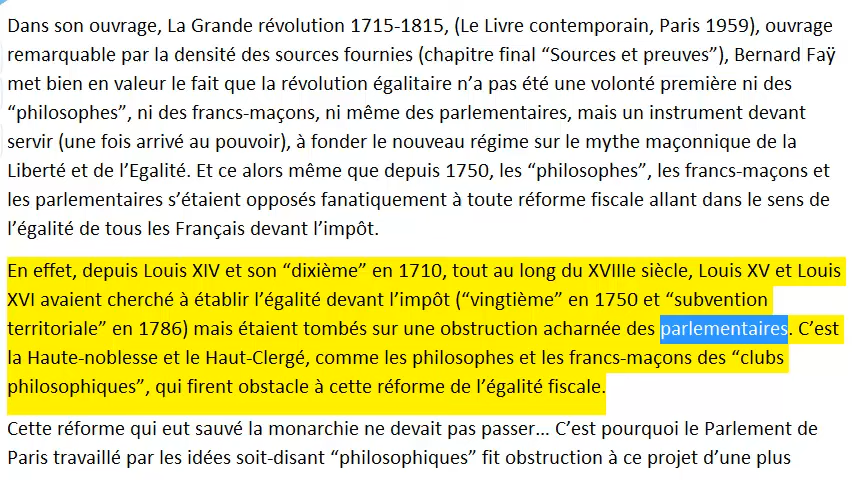 Dans son ouvrage, La Grande révolution 1715-1815, (Le Livre contemporain, Paris 1959), ouvrage
remarquable par la densité des sources fournies (chapitre final “Sources et preuves”), Bernard Faÿ
met bien en valeur le fait que la révolution égalitaire n’a pas été une volonté première ni des
“philosophes”, ni des francs-maçons, ni même des parlementaires, mais un instrument devant
servir (une fois arrivé au pouvoir), à fonder le nouveau régime sur le mythe maçonnique de la
Liberté et de l’Egalité. Et ce alors même que depuis 1750, les “philosophes”, les francs-maçons et
les parlementaires s’étaient opposés fanatiquement à toute réforme fiscale allant dans le sens de
l’égalité de tous les Français devant l’impôt.
En effet, depuis Louis XIV et son “dixième” en 1710, tout au long du XVIIIe siècle, Louis XV et Louis
XVI avaient cherché à établir l’égalité devant l’impôt (“vingtième” en 1750 et “subvention
territoriale” en 1786) mais étaient tombés sur une obstruction acharnée des parlementaires. C’est
la Haute-noblesse et le Haut-Clergé, comme les philosophes et les francs-maçons des “clubs
philosophiques”, qui firent obstacle à cette réforme de l’égalité fiscale.
Cette réforme qui eut sauvé la monarchie ne devait pas passer... C’est pourquoi le Parlement de
Paris travaillé par les idées soit-disant “philosophiques” fit obstruction à ce projet d’une plus